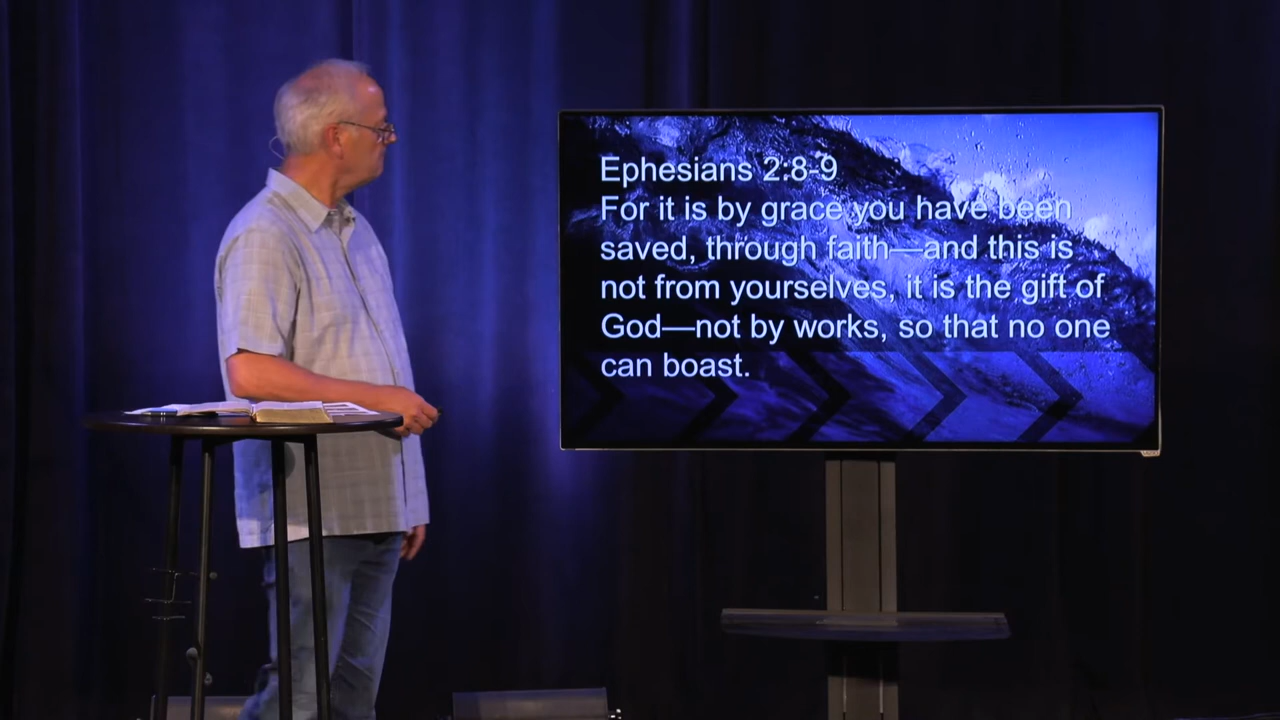 Ephesians 2:8-9
For it is by grace you have been
saved, through faith—and this is
not from yourselves, it is the gift of
God—not by works, so that no one
can boast.